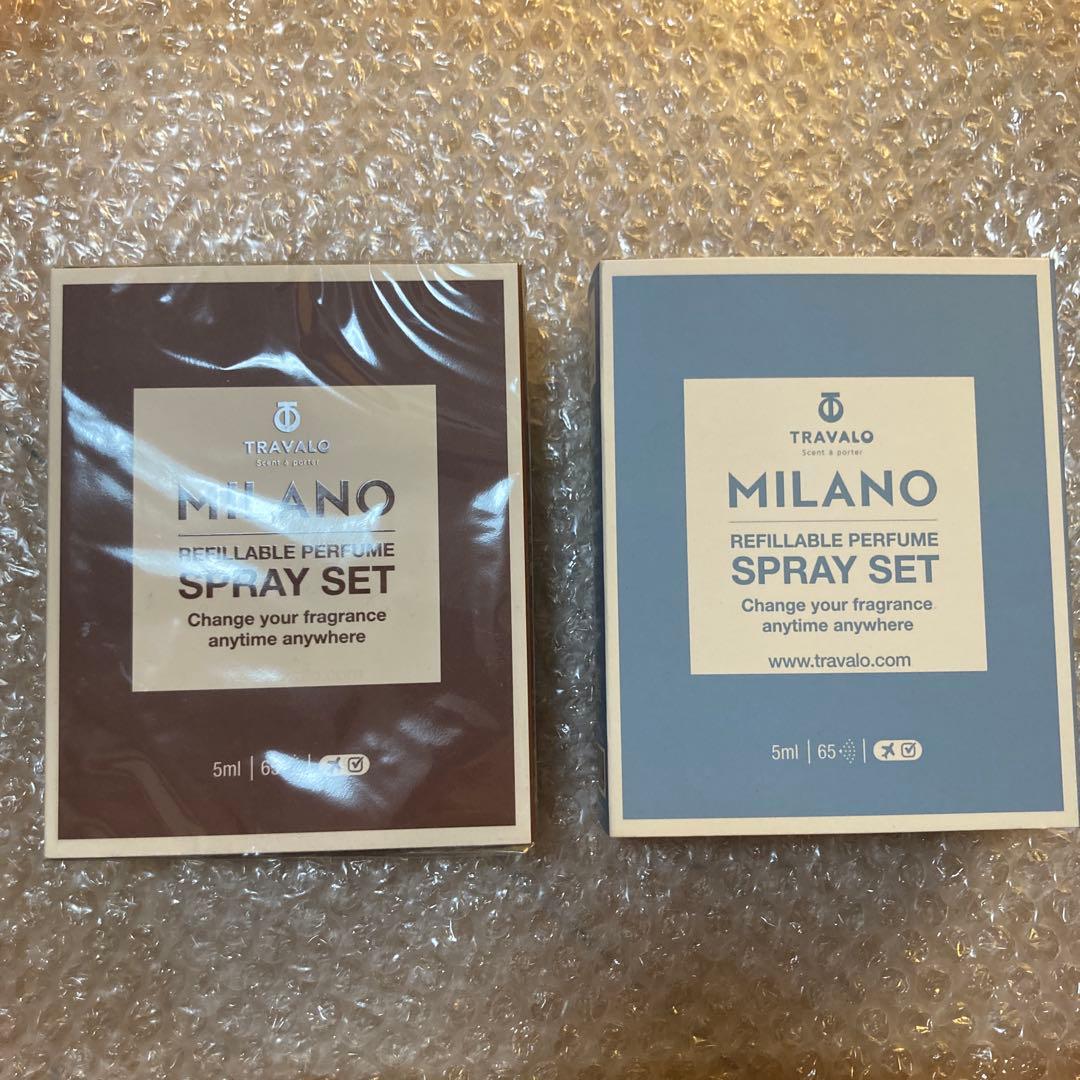 TRAVALO
Scent à porter
MILANO
REFILLABLE PERFUME
SPRAY SET
Change your fragrance
anytime anywhere
5ml
TRAVALO
Scent à porter
MILANO
REFILLABLE PERFUME
SPRAY SET
Change your fragrance
anytime anywhere
www.travalo.com
5ml | 65